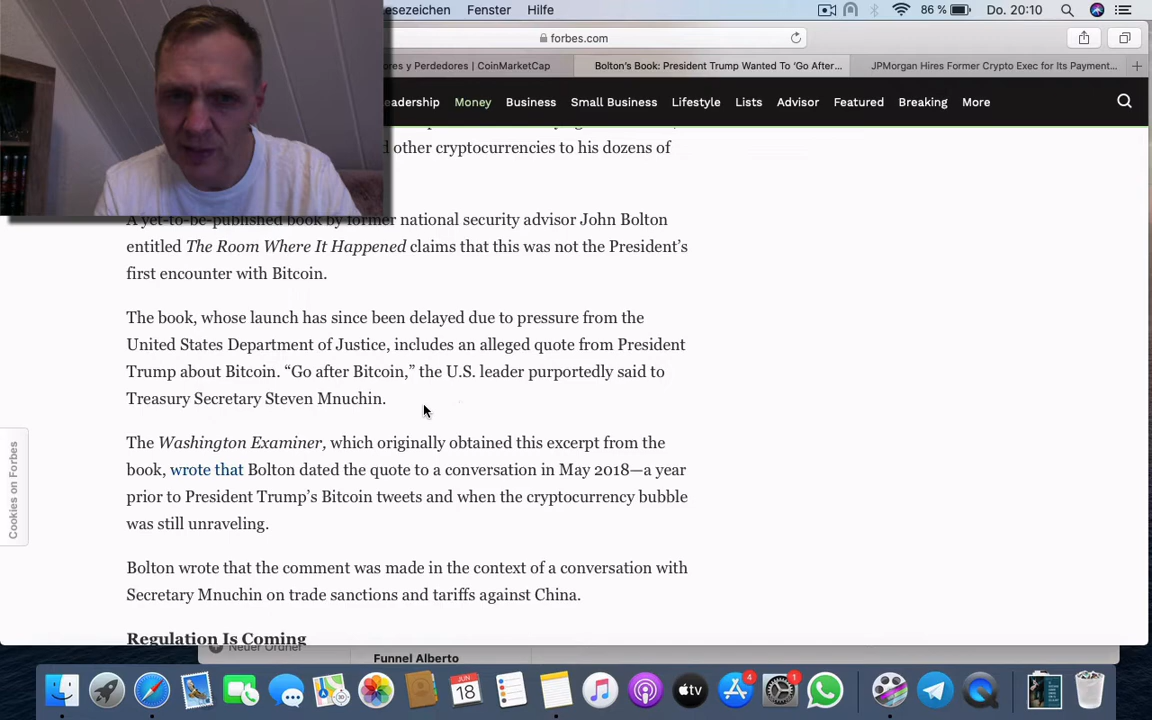 esezeichen Fenster Hilfe 86 % Do. 20:10
forbes.com
ores y Perdedores | CoinMarketCap Bolton's Book: President Trump Wanted To 'Go After... JPMorgan Hires Former Crypto Exec for Its Payment...
eadership Money Business Small Business Lifestyle Lists Advisor Featured Breaking More
d other cryptocurrencies to his dozens of
A yet-to-be-published book by former national security advisor John Bolton
entitled The Room Where It Happened claims that this was not the President's
first encounter with Bitcoin.
The book, whose launch has since been delayed due to pressure from the
United States Department of Justice, includes an alleged quote from President
Trump about Bitcoin. “Go after Bitcoin,” the U.S. leader purportedly said to
Treasury Secretary Steven Mnuchin.
The Washington Examiner, which originally obtained this excerpt from the
book, wrote that Bolton dated the quote to a conversation in May 2018—a year
prior to President Trump's Bitcoin tweets and when the cryptocurrency bubble
was still unraveling.
Bolton wrote that the comment was made in the context of a conversation with
Secretary Mnuchin on trade sanctions and tariffs against China.
Regulation Is Coming
Cookies on Forbes
Neuer Ordner
Funnel Alberto
JUN
18
4
1
tv